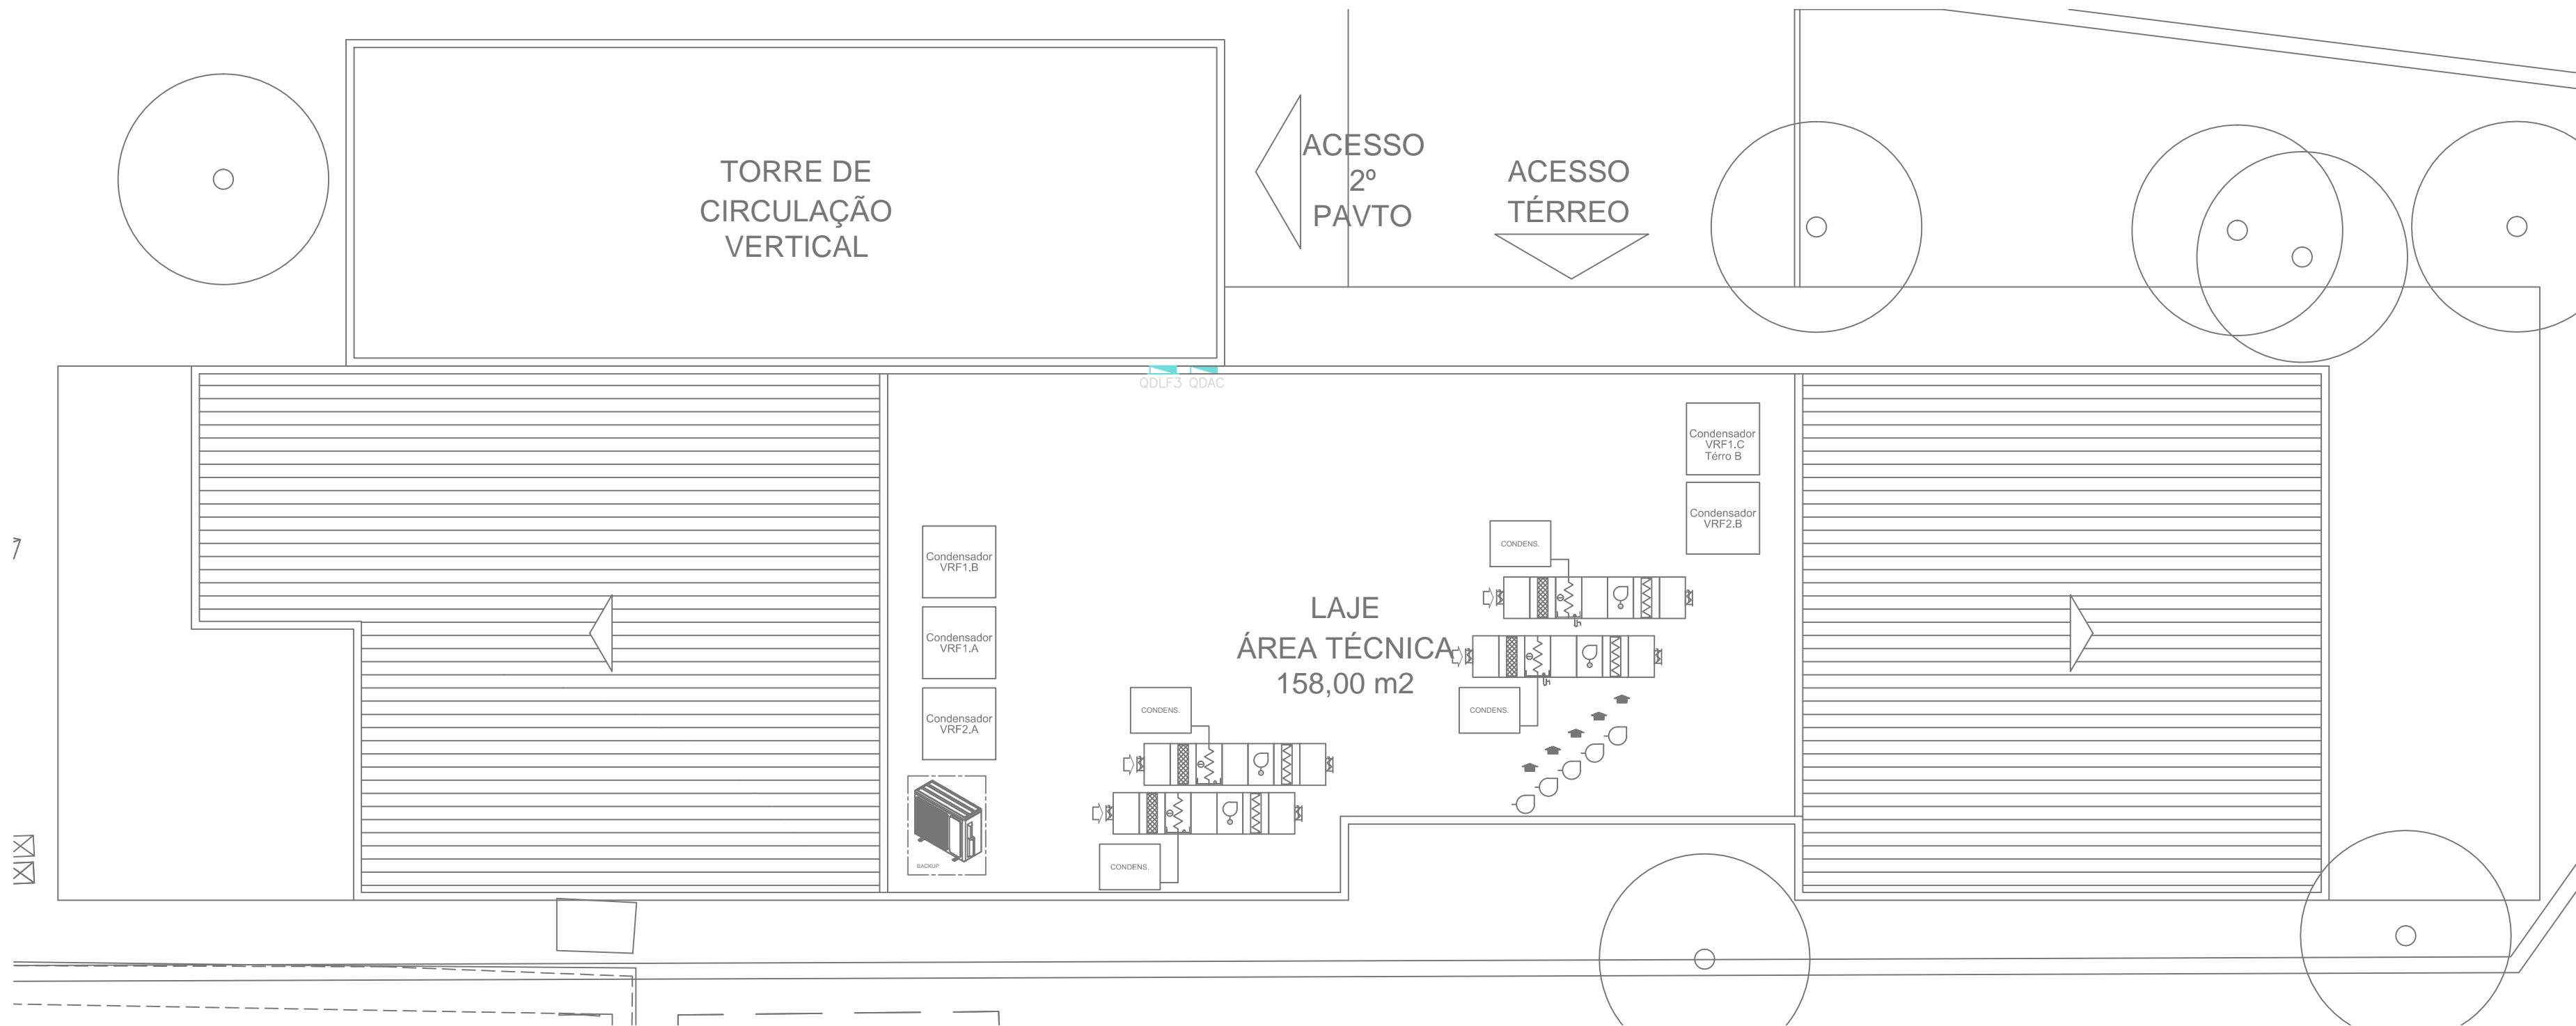 TORRE DE
CIRCULAÇÃO
VERTICAL
ACESSO
2º
PAVTO
ACESSO
TÉRREO
QDLF3 QDAC
Condensador
VRF1.C
Térro B
Condensador
VRF2.B
Condensador
VRF1.B
Condensador
VRF1.A
Condensador
VRF2.A
BACKUP
LAJE
ÁREA TÉCNICA
158,00 m2
CONDENS.
CONDENS.
CONDENS.
CONDENS.